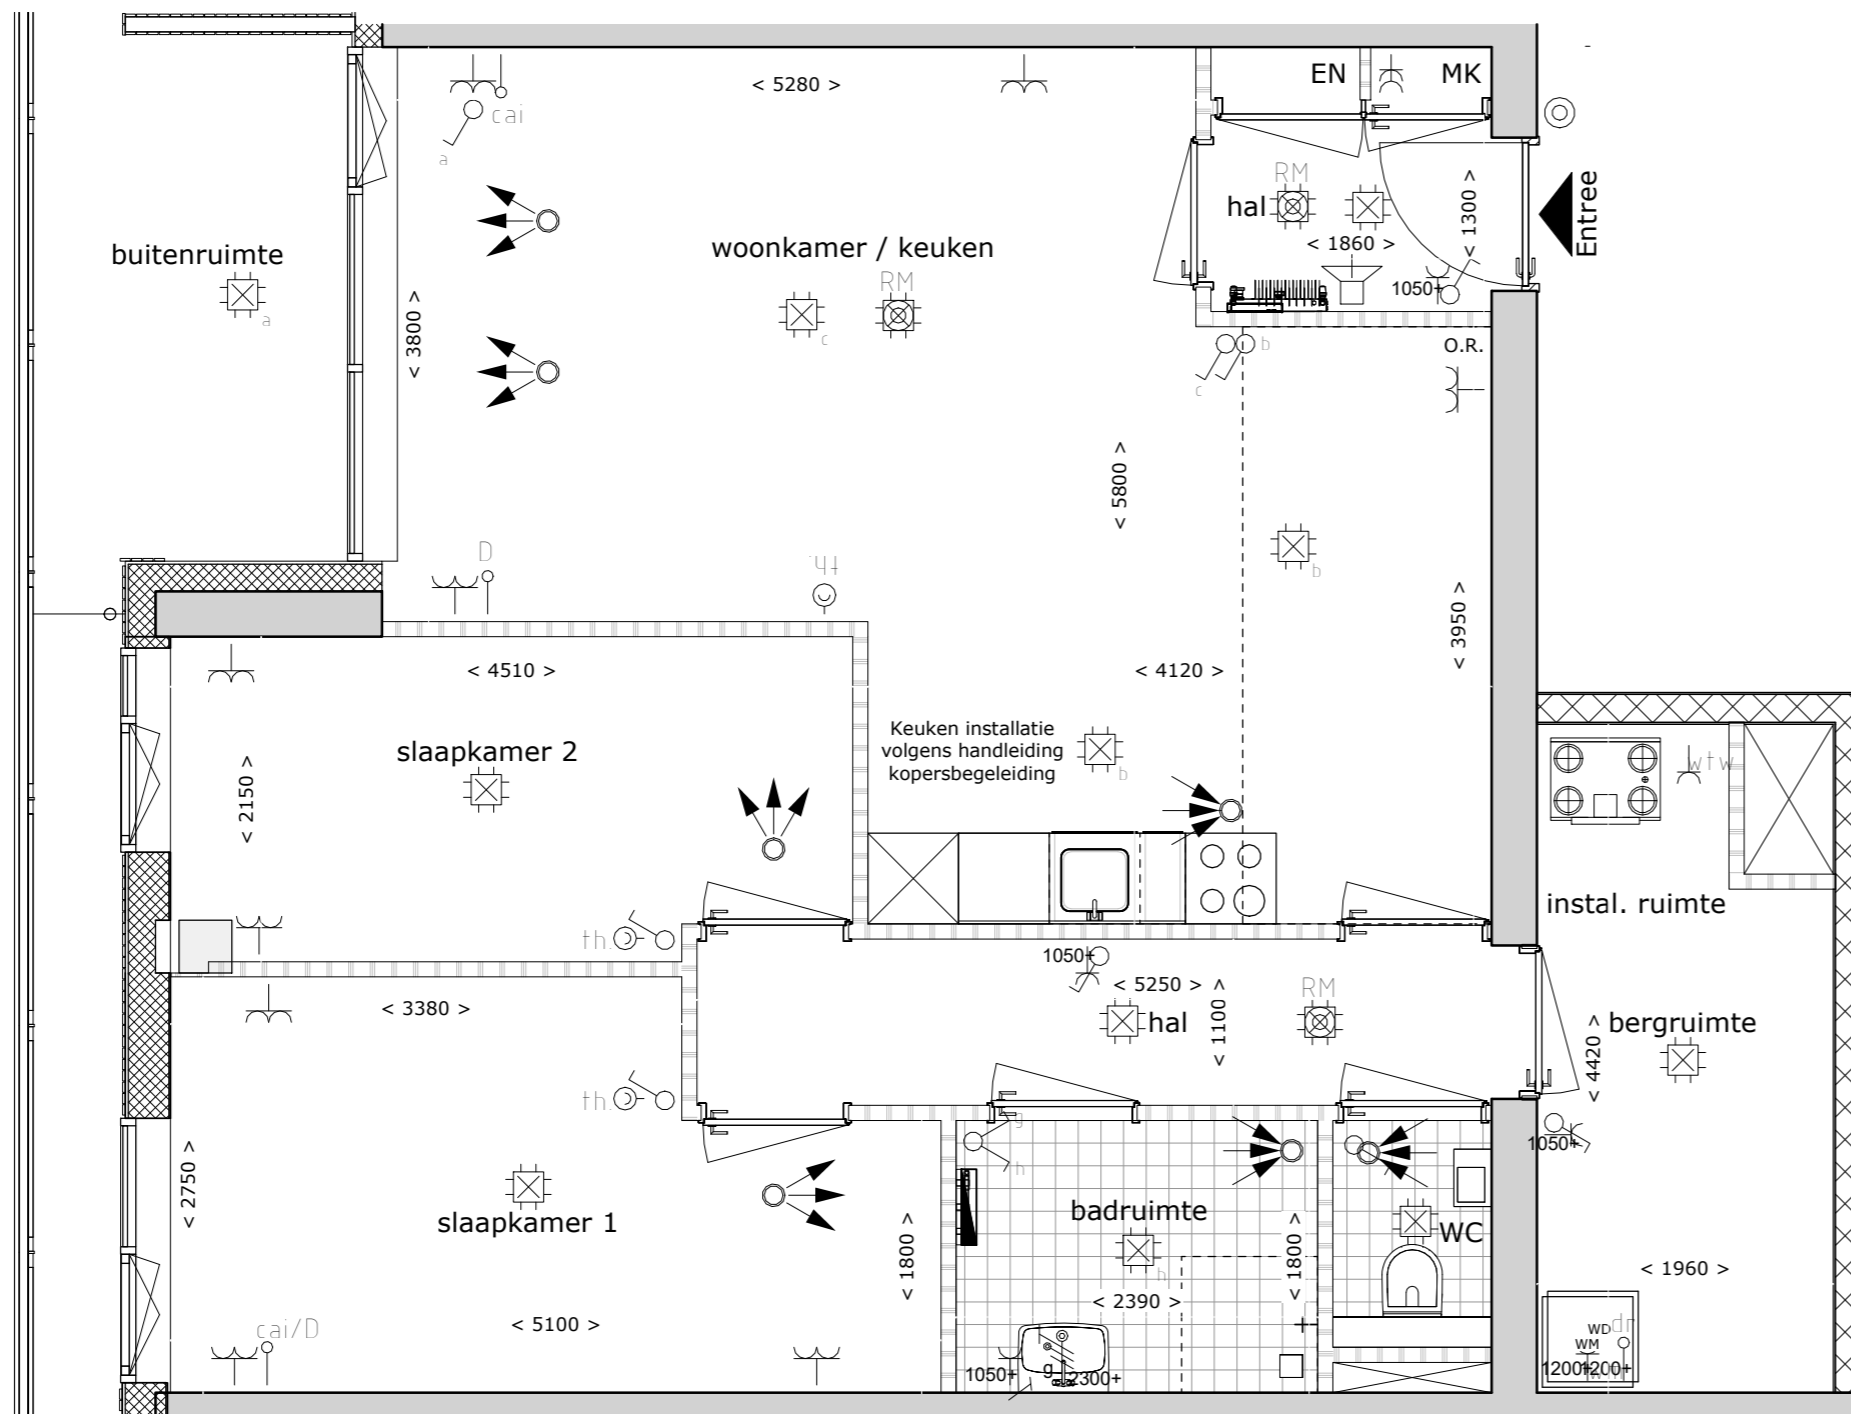 EN
MK
< 5280 >
cai
a
RM
hal
< 1860 >
< 1300 >
Entree
1050+
buitenruimte
a
woonkamer / keuken
RM
c
< 3800 >
c
b
O.R.
< 5800 >
b
D
th.
< 3950 >
< 4510 >
< 4120 >
slaapkamer 2
< 2150 >
Keuken installatie
volgens handleiding
kopersbegeleiding
b
wtw
instal. ruimte
th.
1050+
< 5250 >
hal
< 1100 >
RM
< 3380 >
bergruimte
< 4420 >
th.
g
h
1050+
< 2750 >
slaapkamer 1
< 1800 >
badruimte
h
< 1800 >
WC
< 2390 >
< 1960 >
cai/D
< 5100 >
1050+
g
2300+
WD
dr
WM
1200+
1200+